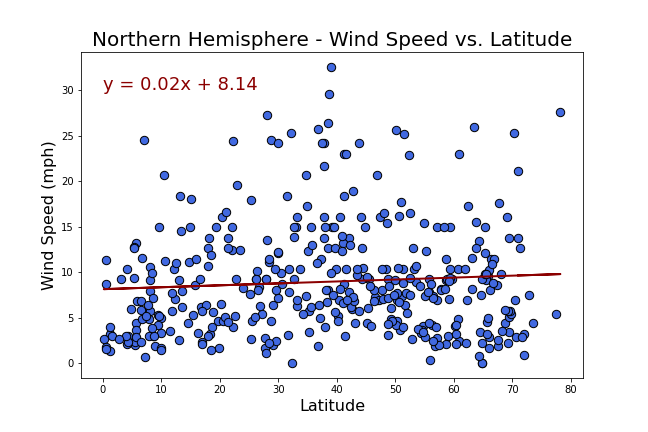 Northern Hemisphere - Wind Speed vs. Latitude
y = 0.02x + 8.14
Wind Speed (mph)
30
25
20
15
10
5
0
0 10 20 30 40 50 60 70 80
Latitude